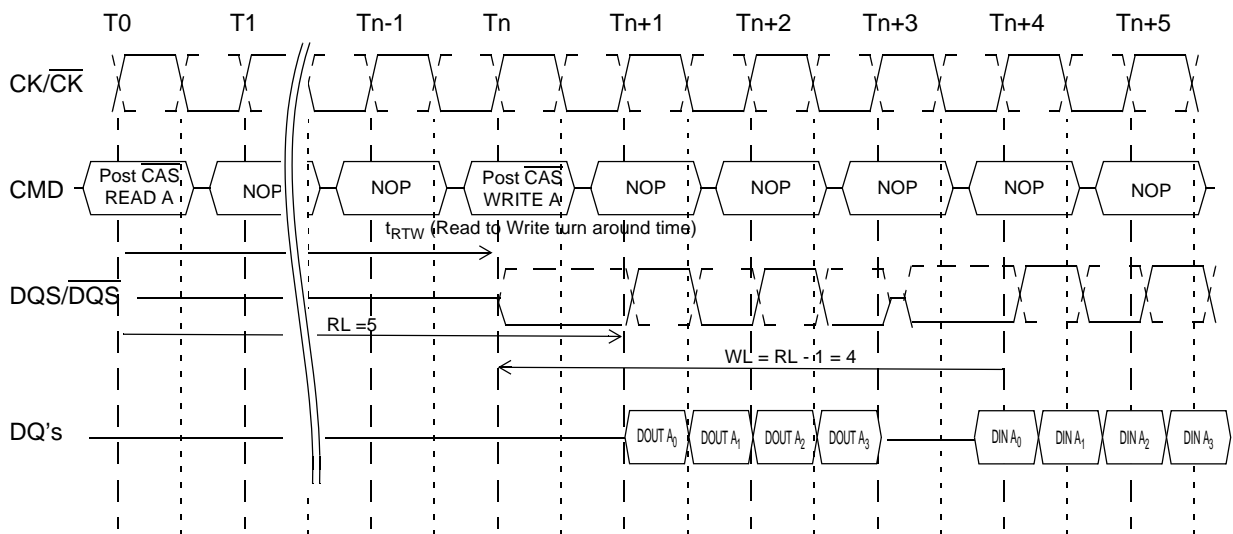 T0 T1 Tn-1 Tn Tn+1 Tn+2 Tn+3 Tn+4 Tn+5
CK/CK
CMD
Post CAS
READ A
NOP
NOP
Post CAS
WRITE A
NOP
NOP
NOP
NOP
NOP
tRTW (Read to Write turn around time)
DQS/DQS
RL =5
WL = RL - 1 = 4
DQ's
DOUT A0 DOUT A1 DOUT A2 DOUT A3 DIN A0 DIN A1 DIN A2 DIN A3